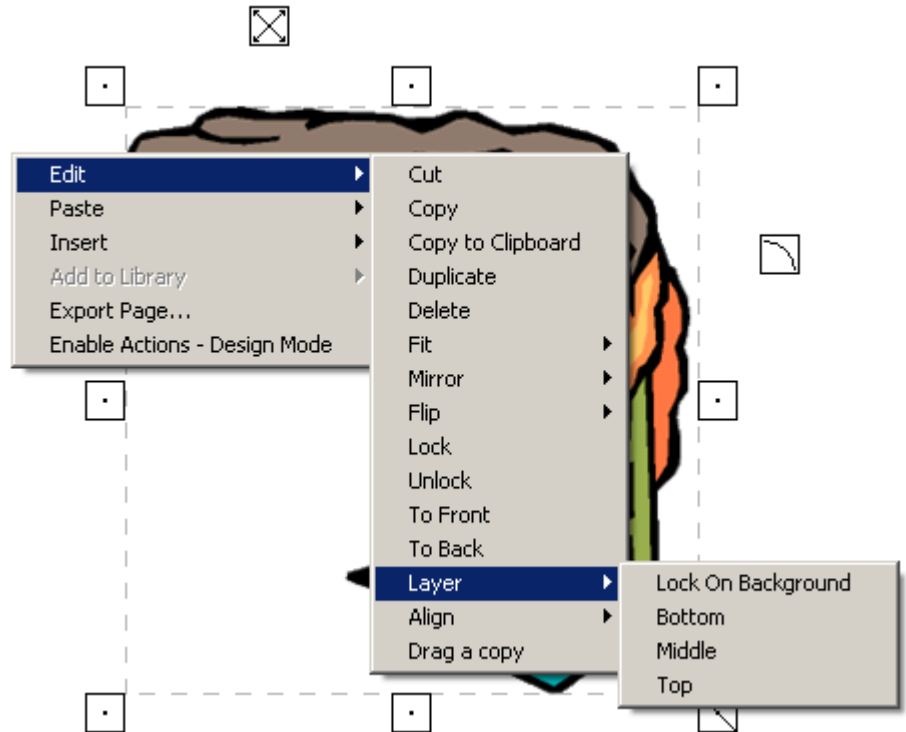 Edit
Paste
Insert
Add to Library
Export Page...
Enable Actions - Design Mode
Cut
Copy
Copy to Clipboard
Duplicate
Delete
Fit
Mirror
Flip
Lock
Unlock
To Front
To Back
Layer
Align
Drag a copy
Lock On Background
Bottom
Middle
Top